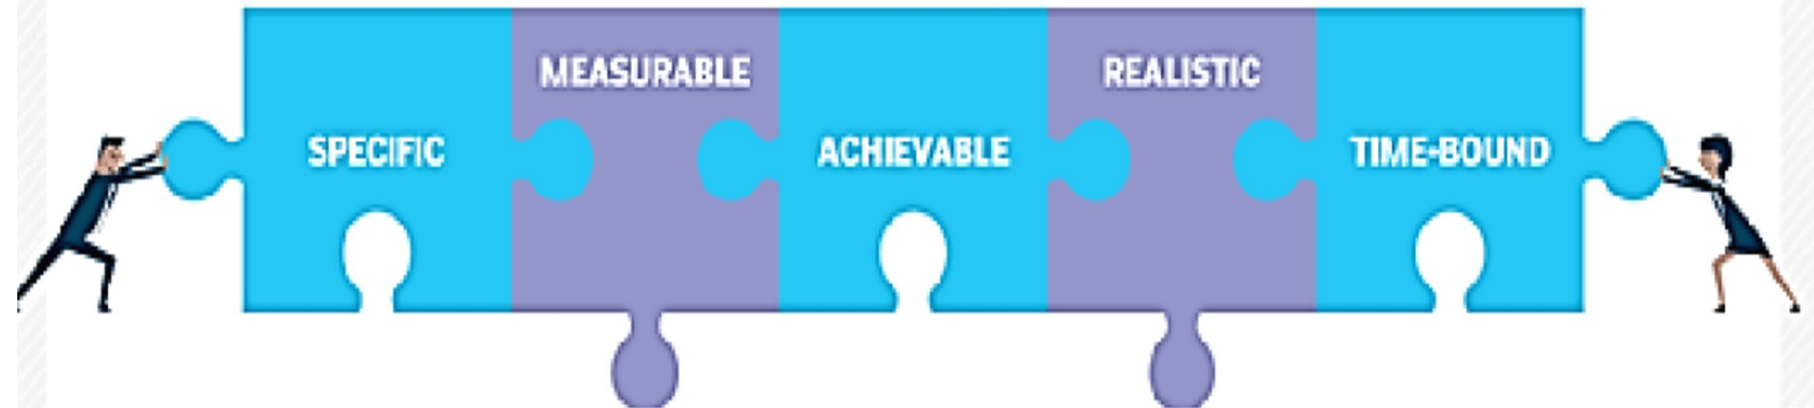 SPECIFIC
MEASURABLE
ACHIEVABLE
REALISTIC
TIME-BOUND